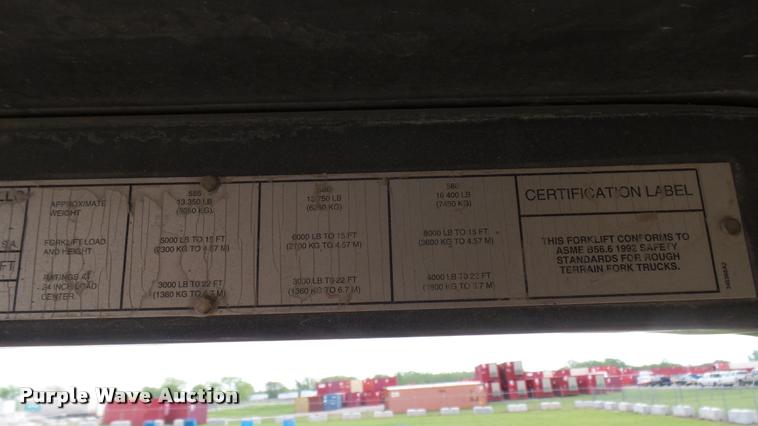 APPROXIMATE
WEIGHT
FORKLIFT LOAD
AND HEIGHT
RATINGS AT
24 INCH LOAD
CENTER.
585
13 350 LB
(6050 KG)
5000 LB TO 15 FT
(2300 KG TO 4.57 M)
3000 LB TO 22 FT
(1360 KG TO 6.7 M)
13 750 LB
(6250 KG)
6000 LB TO 15 FT
(2700 KG TO 4.57 M)
3000 LB TO 22 FT
(1360 KG TO 6.7 M)
16 400 LB
(7450 KG)
8000 LB TO 15 FT
(3600 KG TO 4.57 M)
4000 LB TO 22 FT
(1800 KG TO 6.7 M)
CERTIFICATION LABEL
THIS FORKLIFT CONFORMS TO
ASME B56.6 1992 SAFETY
STANDARDS FOR ROUGH
TERRAIN FORK TRUCKS.
Purple Wave Auction